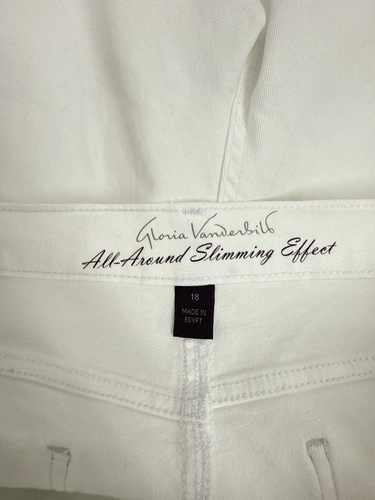 Gloria Vanderbilt
All-Around Slimming Effect
18
MADE IN
EGYPT